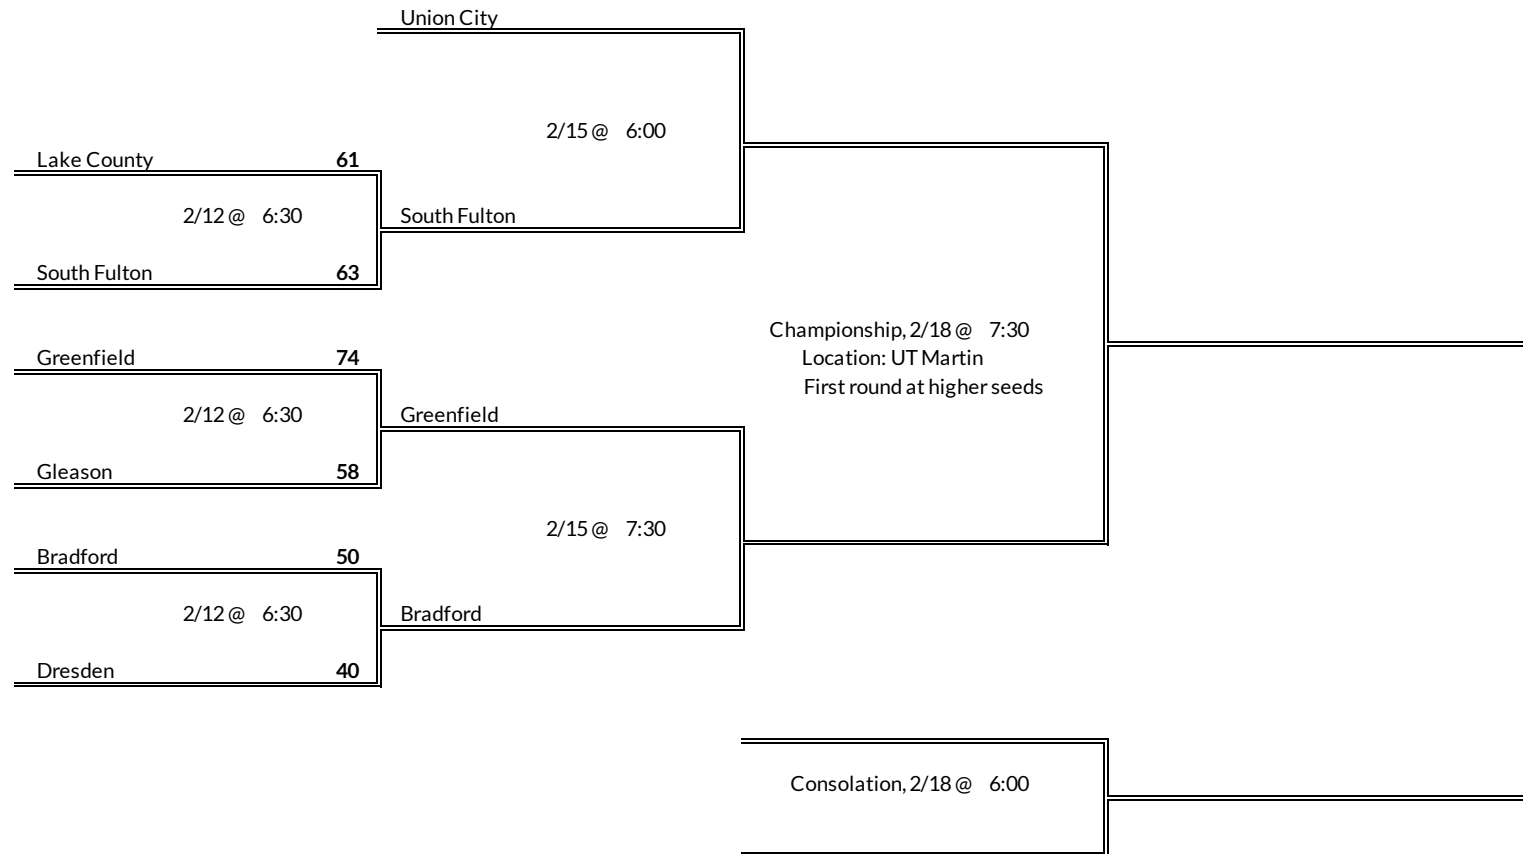 Union City
2/15 @ 6:00
Lake County 61
2/12 @ 6:30
South Fulton
South Fulton 63
Championship, 2/18 @ 7:30
Location: UT Martin
First round at higher seeds
Greenfield 74
2/12 @ 6:30
Greenfield
Gleason 58
2/15 @ 7:30
Bradford 50
2/12 @ 6:30
Bradford
Dresden 40
Consolation, 2/18 @ 6:00